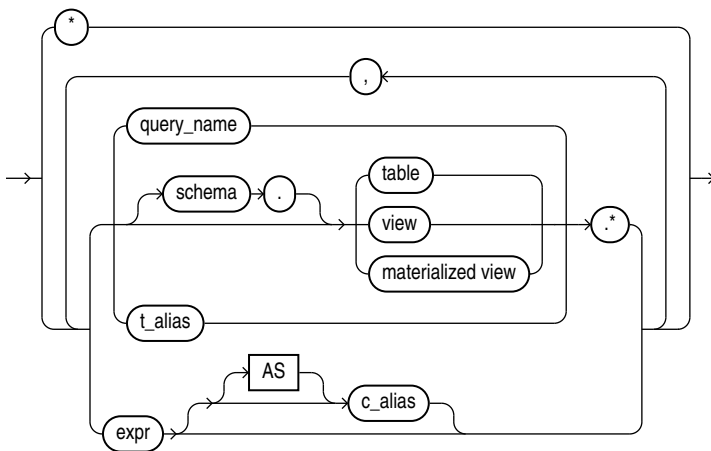 *
,
query_name
schema .
table
view
.*
materialized view
t_alias
AS
c_alias
expr